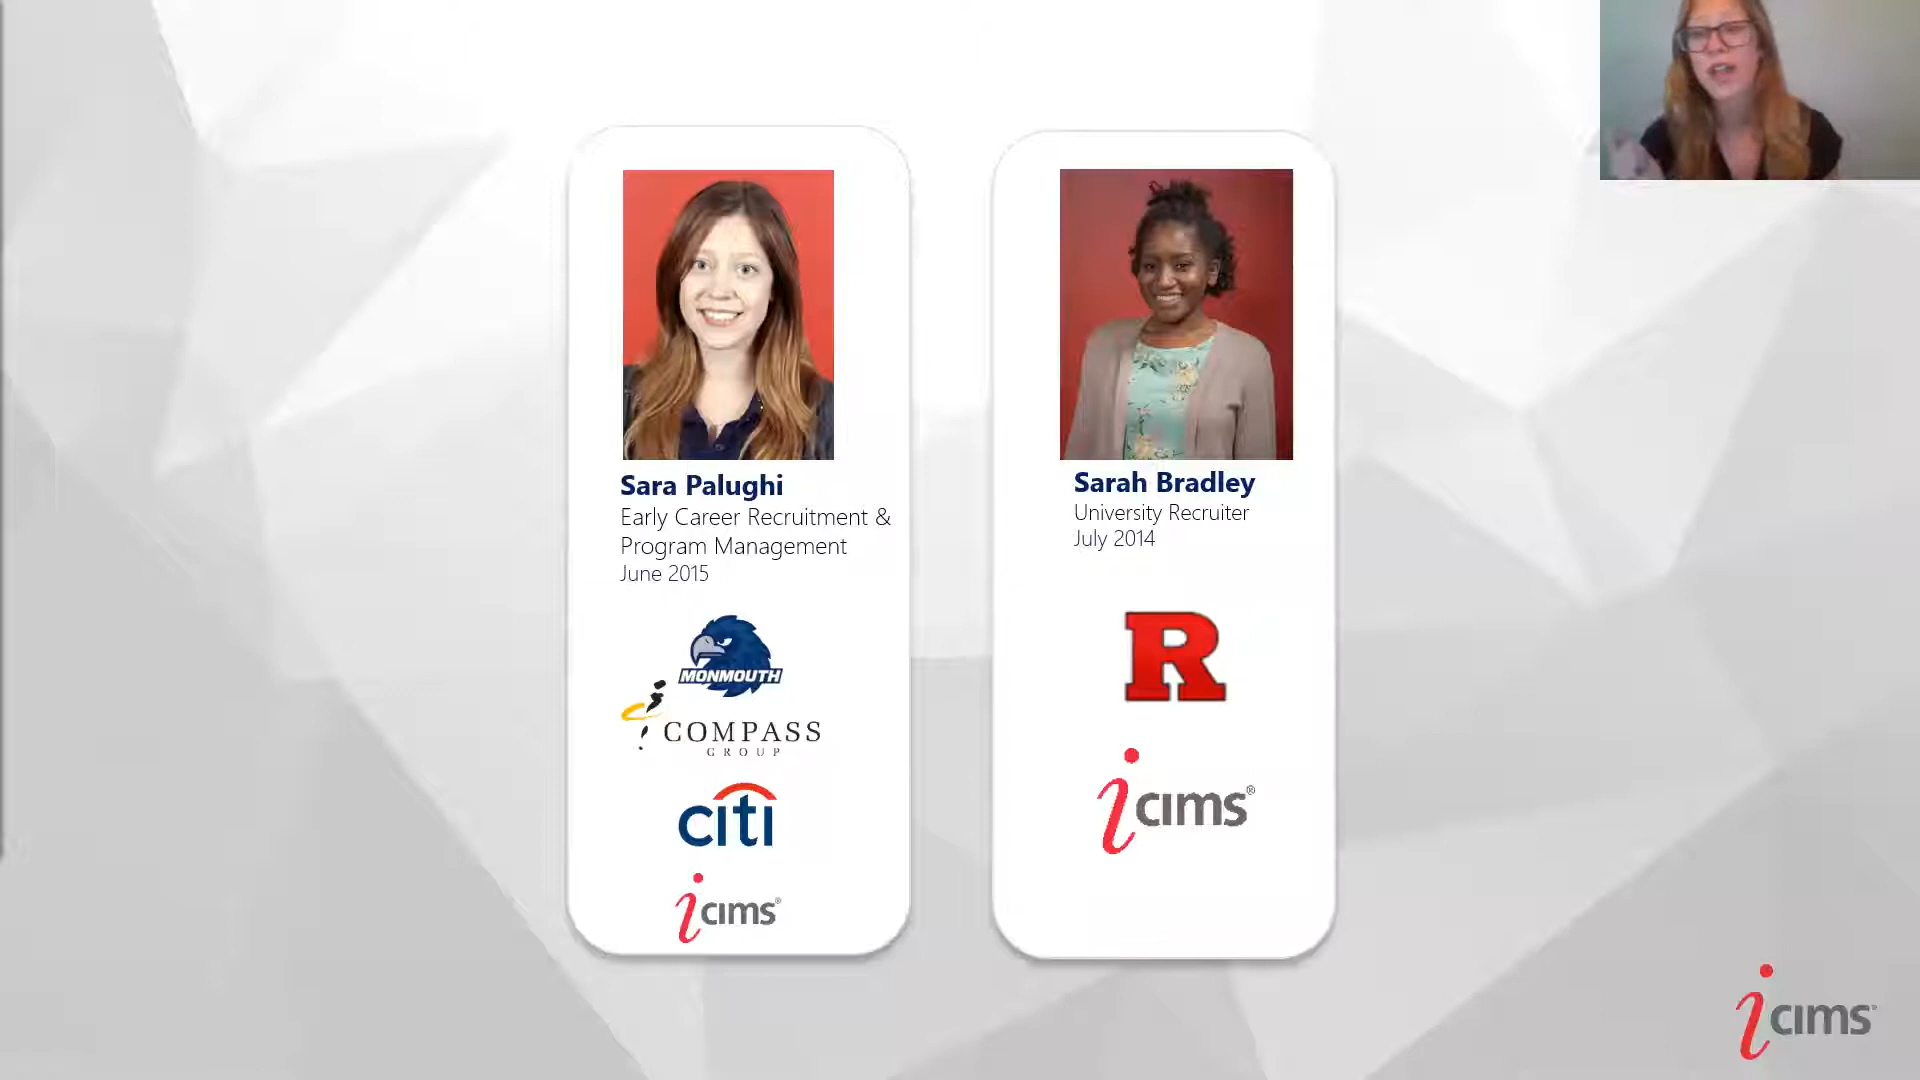 Sara Palughi
Early Career Recruitment &
Program Management
June 2015
MONMOUTH
COMPASS
GROUP
citi
icims®
Sarah Bradley
University Recruiter
July 2014
R
icims®
icims